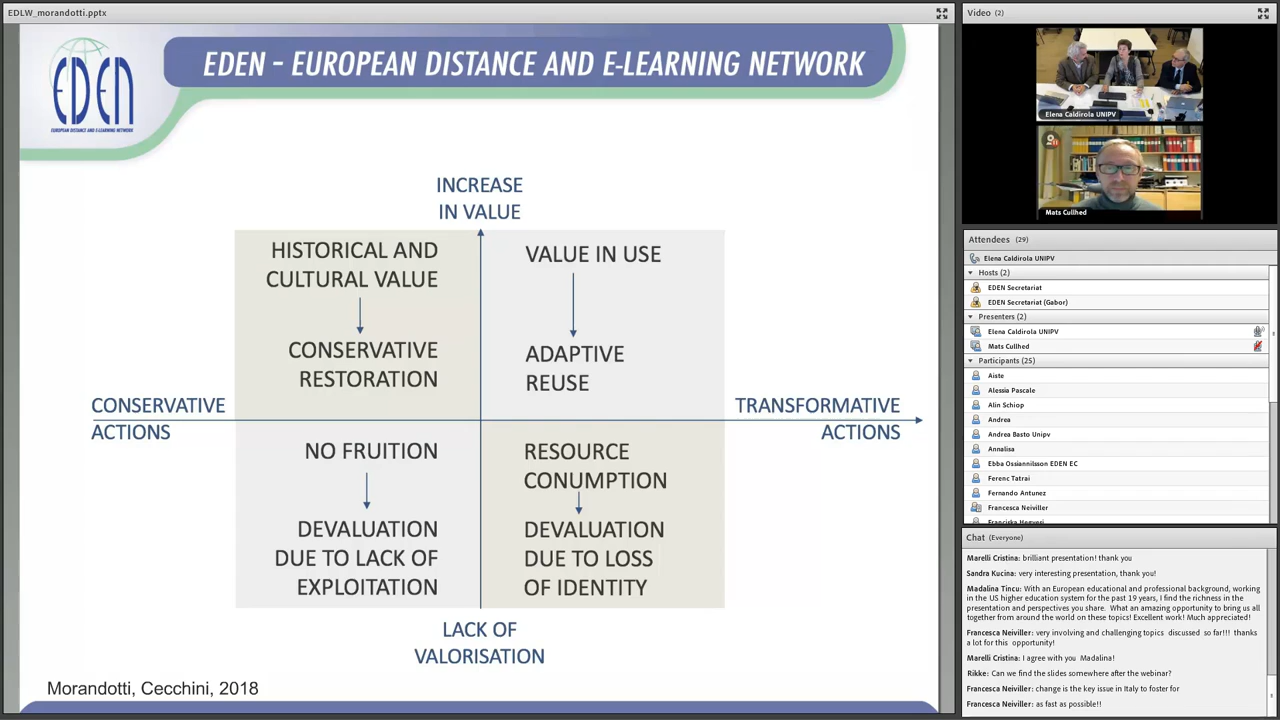 EDLW_morandotti.pptx
EDEN
EUROPEAN DISTANCE AND E-LEARNING NETWORK
EDEN - EUROPEAN DISTANCE AND E-LEARNING NETWORK
INCREASE
IN VALUE
HISTORICAL AND
CULTURAL VALUE
CONSERVATIVE
RESTORATION
VALUE IN USE
ADAPTIVE
REUSE
CONSERVATIVE
ACTIONS
TRANSFORMATIVE
ACTIONS
NO FRUITION
DEVALUATION
DUE TO LACK OF
EXPLOITATION
RESOURCE
CONUMPTION
DEVALUATION
DUE TO LOSS
OF IDENTITY
LACK OF
VALORISATION
Morandotti, Cecchini, 2018
Video (2)
Elena Caldirola UNIPV
Mats Cullhed
Attendees (29)
Elena Caldirola UNIPV
Hosts (2)
EDEN Secretariat
EDEN Secretariat (Gabor)
Presenters (2)
Elena Caldirola UNIPV
Mats Cullhed
Participants (25)
Aiste
Alessia Pascale
Alin Schiop
Andrea
Andrea Basto Unipv
Annalisa
Ebba Ossiannilsson EDEN EC
Ferenc Tatrai
Fernando Antunez
Francesca Neiviller
Franciska Hegyesi
Chat (Everyone)
Marelli Cristina: brilliant presentation! thank you
Sandra Kucina: very interesting presentation, thank you!
Madalina Tincu: With an European educational and professional background, working
in the US higher education system for the past 19 years, I find the richness in the
presentation and perspectives you share. What an amazing opportunity to bring us all
together from around the world on these topics! Excellent work! Much appreciated!
Francesca Neiviller: very involving and challenging topics discussed so far!!! thanks
a lot for this opportunity!
Marelli Cristina: I agree with you Madalina!
Rikke: Can we find the slides somewhere after the webinar?
Francesca Neiviller: change is the key issue in Italy to foster for
Francesca Neiviller: as fast as possible!!